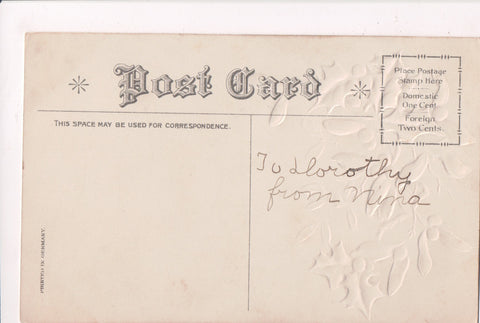 Post Card
Place Postage
Stamp Here
Domestic
One Cent
Foreign
Two Cents.
THIS SPACE MAY BE USED FOR CORRESPONDENCE.
To Dorothy
from Nina
PRINTED IN GERMANY.